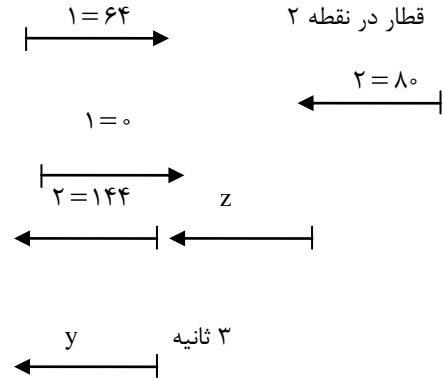 ۱=۶۴ قطار در نقطه ۲
۲=۸۰
۱=۰
۲=۱۴۴ z
y ۳ ثانیه